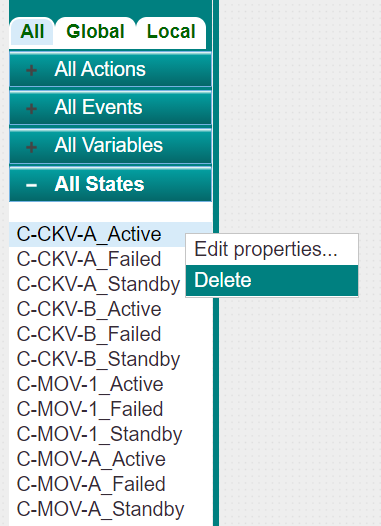 All Global Local
+ All Actions
+ All Events
+ All Variables
− All States
C-CKV-A_Active
Edit properties...
C-CKV-A_Failed
Delete
C-CKV-A_Standby
C-CKV-B_Active
C-CKV-B_Failed
C-CKV-B_Standby
C-MOV-1_Active
C-MOV-1_Failed
C-MOV-1_Standby
C-MOV-A_Active
C-MOV-A_Failed
C-MOV-A_Standby